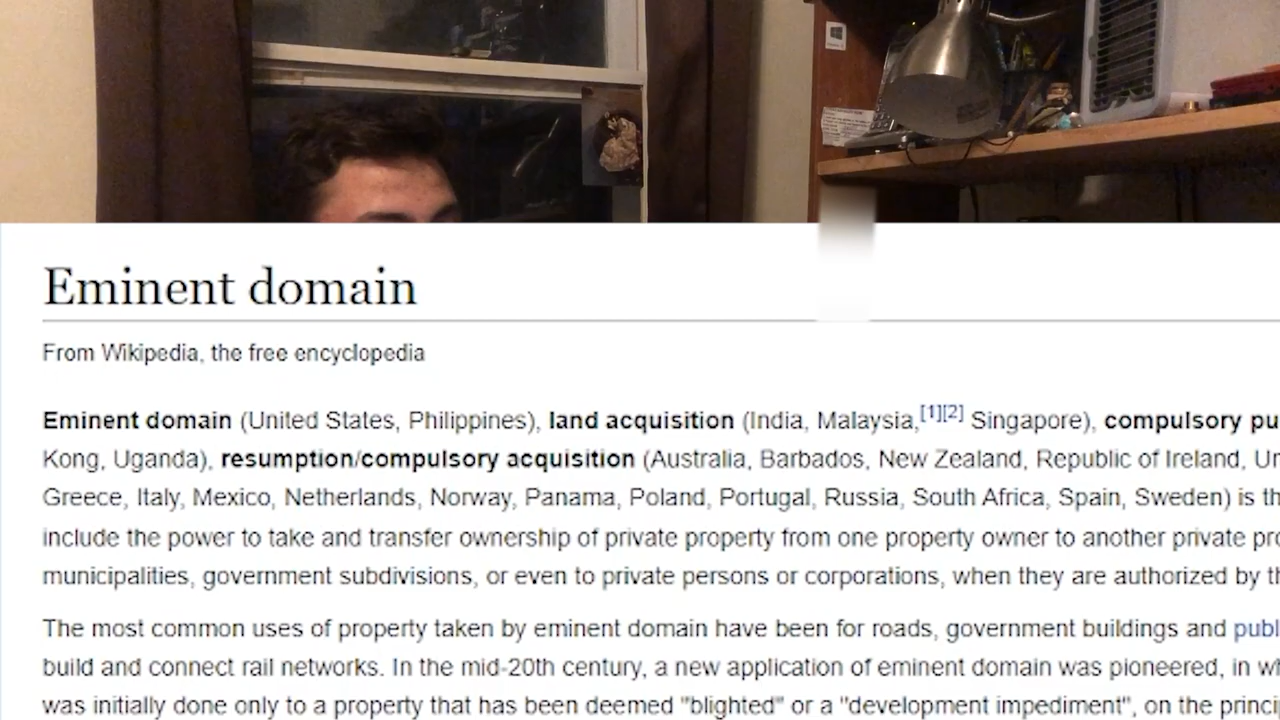 Eminent domain
From Wikipedia, the free encyclopedia
Eminent domain (United States, Philippines), land acquisition (India, Malaysia,[1][2] Singapore), compulsory pu
Kong, Uganda), resumption/compulsory acquisition (Australia, Barbados, New Zealand, Republic of Ireland, Un
Greece, Italy, Mexico, Netherlands, Norway, Panama, Poland, Portugal, Russia, South Africa, Spain, Sweden) is th
include the power to take and transfer ownership of private property from one property owner to another private pro
municipalities, government subdivisions, or even to private persons or corporations, when they are authorized by th
The most common uses of property taken by eminent domain have been for roads, government buildings and publ
build and connect rail networks. In the mid-20th century, a new application of eminent domain was pioneered, in wh
was initially done only to a property that has been deemed "blighted" or a "development impediment", on the princi